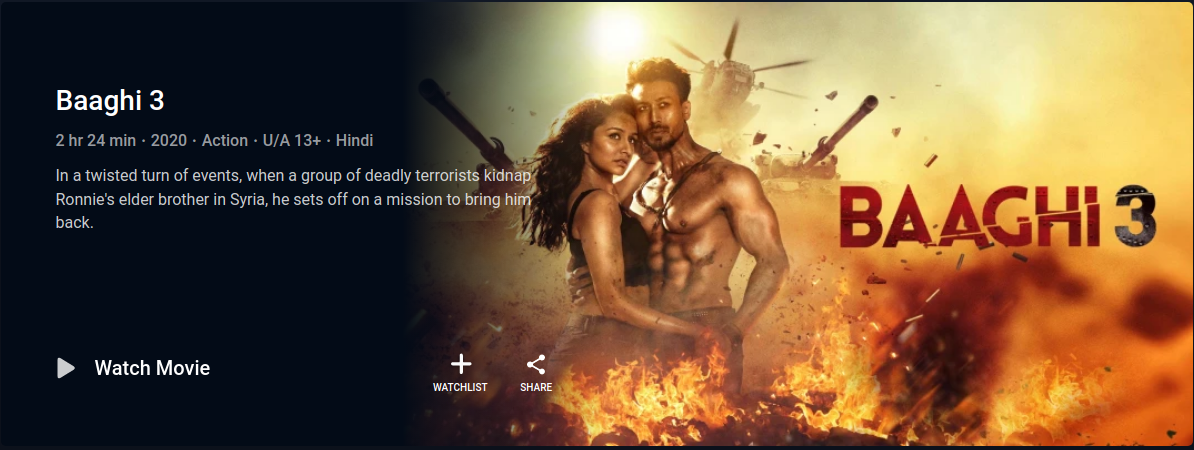 Baaghi 3
2 hr 24 min · 2020 · Action · U/A 13+ · Hindi
In a twisted turn of events, when a group of deadly terrorists kidnap
Ronnie's elder brother in Syria, he sets off on a mission to bring him
back.
BAAGHI 3
Watch Movie
WATCHLIST
SHARE